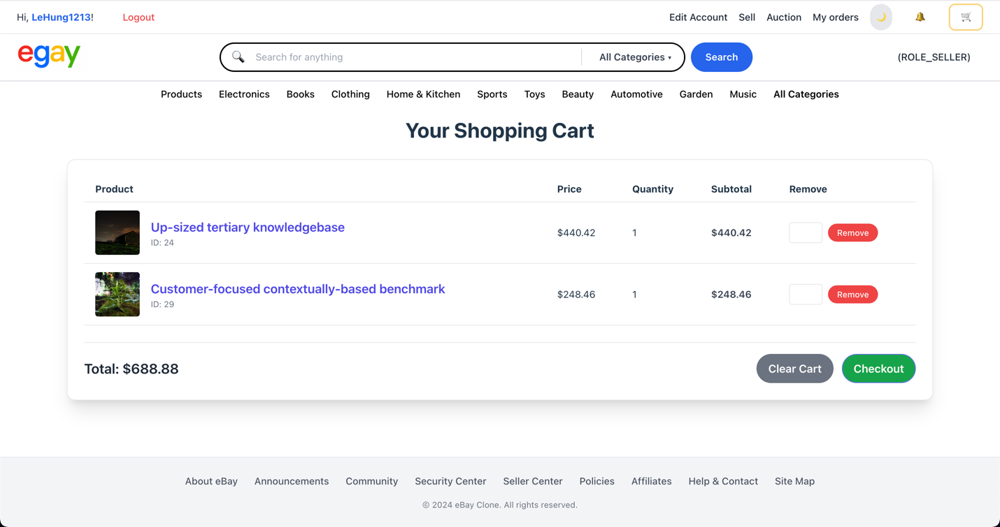 Hi, LeHung1213! Logout Edit Account Sell Auction My orders
egay Search for anything All Categories ▾ Search (ROLE_SELLER)
Products Electronics Books Clothing Home & Kitchen Sports Toys Beauty Automotive Garden Music All Categories
Your Shopping Cart
Product Price Quantity Subtotal Remove
Up-sized tertiary knowledgebase $440.42 1 $440.42 Remove
ID: 24
Customer-focused contextually-based benchmark $248.46 1 $248.46 Remove
ID: 29
Total: $688.88 Clear Cart Checkout
About eBay Announcements Community Security Center Seller Center Policies Affiliates Help & Contact Site Map
© 2024 eBay Clone. All rights reserved.